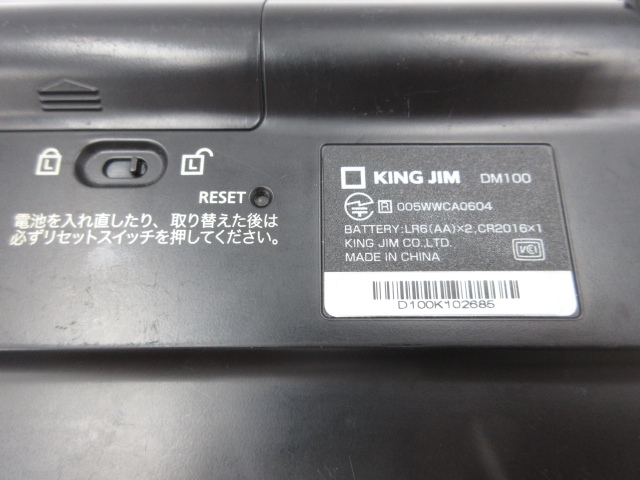 L
L
RESET
電池を入れ直したり、取り替えた後は
必ずリセットスイッチを押してください。
KING JIM DM100
R 005WWCA0604
BATTERY:LR6(AA)×2,CR2016×1
KING JIM CO.,LTD.
MADE IN CHINA
VCI
D100K102685